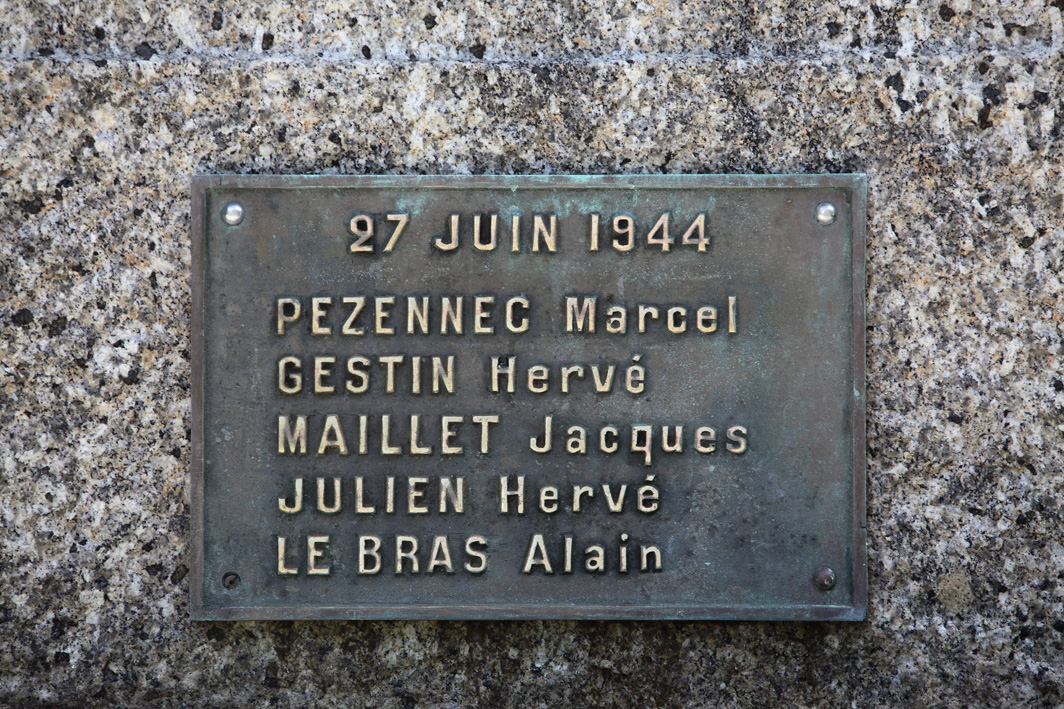 27 JUIN 1944
PEZENNEC Marcel
GESTIN Hervé
MAILLET Jacques
JULIEN Hervé
LE BRAS Alain